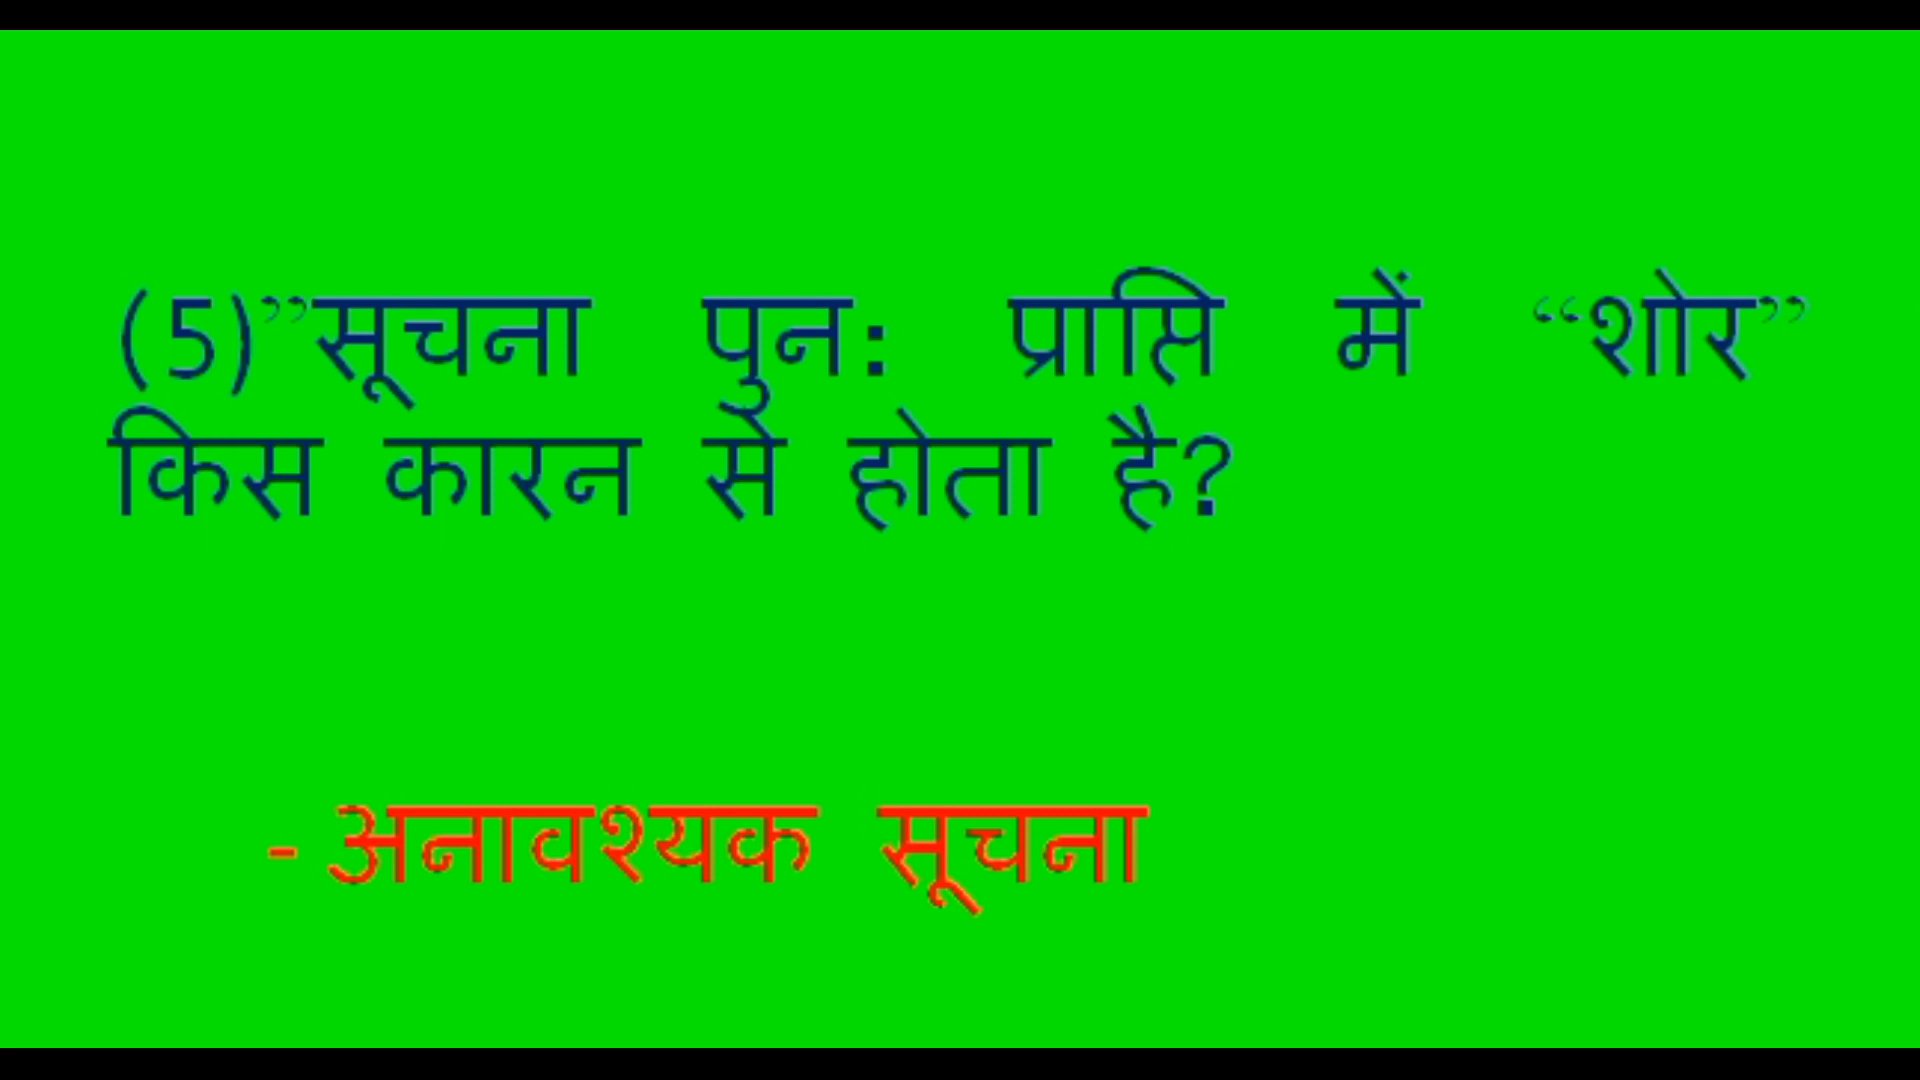 (5)”सूचना पुन: प्राप्ति में “शोर”
किस कारन से होता है?
- अनावश्यक सूचना